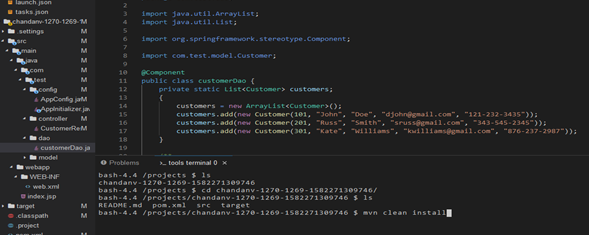 launch.json
tasks.json
chandanv-1270-1269-1
.settings M
src M
main M
java M
com M
test M
config M
AppConfig.ja M
AppInitializer.jav M
controller M
CustomerRe M
dao M
customerDao.ja
model M
webapp
WEB-INF
web.xml M
index.jsp
target M
.classpath M
.project M
pom.xml M
2
3 import java.util.ArrayList;
4 import java.util.List;
5
6 import org.springframework.stereotype.Component;
7
8 import com.test.model.Customer;
9
10 @Component
11 public class customerDao {
12 private static List<Customer> customers;
13 {
14 customers = new ArrayList<Customer>();
15 customers.add(new Customer(101, "John", "Doe", "djohn@gmail.com", "121-232-3435"));
16 customers.add(new Customer(201, "Russ", "Smith", "sruss@gmail.com", "343-545-2345"));
17 customers.add(new Customer(301, "Kate", "Williams", "kwilliams@gmail.com", "876-237-2987"));
18 }
19
Problems >_ tools terminal 0 ×
bash-4.4 /projects $ ls
chandanv-1270-1269-1582271309746
bash-4.4 /projects $ cd chandanv-1270-1269-1582271309746/
bash-4.4 /projects/chandanv-1270-1269-1582271309746 $ ls
README.md pom.xml src target
bash-4.4 /projects/chandanv-1270-1269-1582271309746 $ mvn clean install